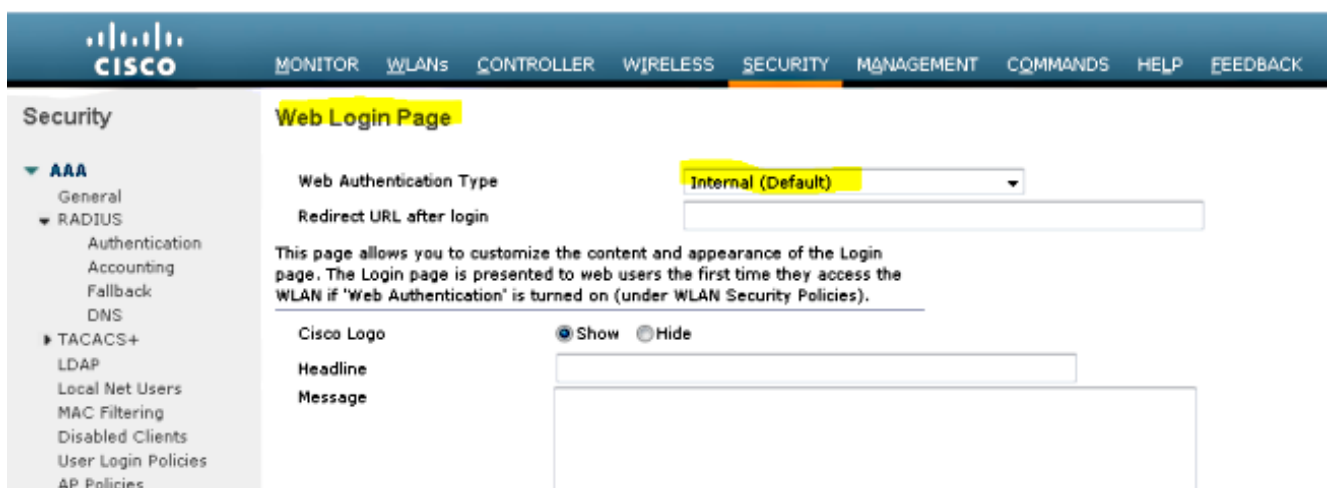 CISCO
MONITOR WLANs CONTROLLER WIRELESS SECURITY MANAGEMENT COMMANDS HELP FEEDBACK
Security
AAA
General
RADIUS
Authentication
Accounting
Fallback
DNS
TACACS+
LDAP
Local Net Users
MAC Filtering
Disabled Clients
User Login Policies
AP Policies
Web Login Page
Web Authentication Type Internal (Default)
Redirect URL after login
This page allows you to customize the content and appearance of the Login
page. The Login page is presented to web users the first time they access the
WLAN if 'Web Authentication' is turned on (under WLAN Security Policies).
Cisco Logo Show Hide
Headline
Message